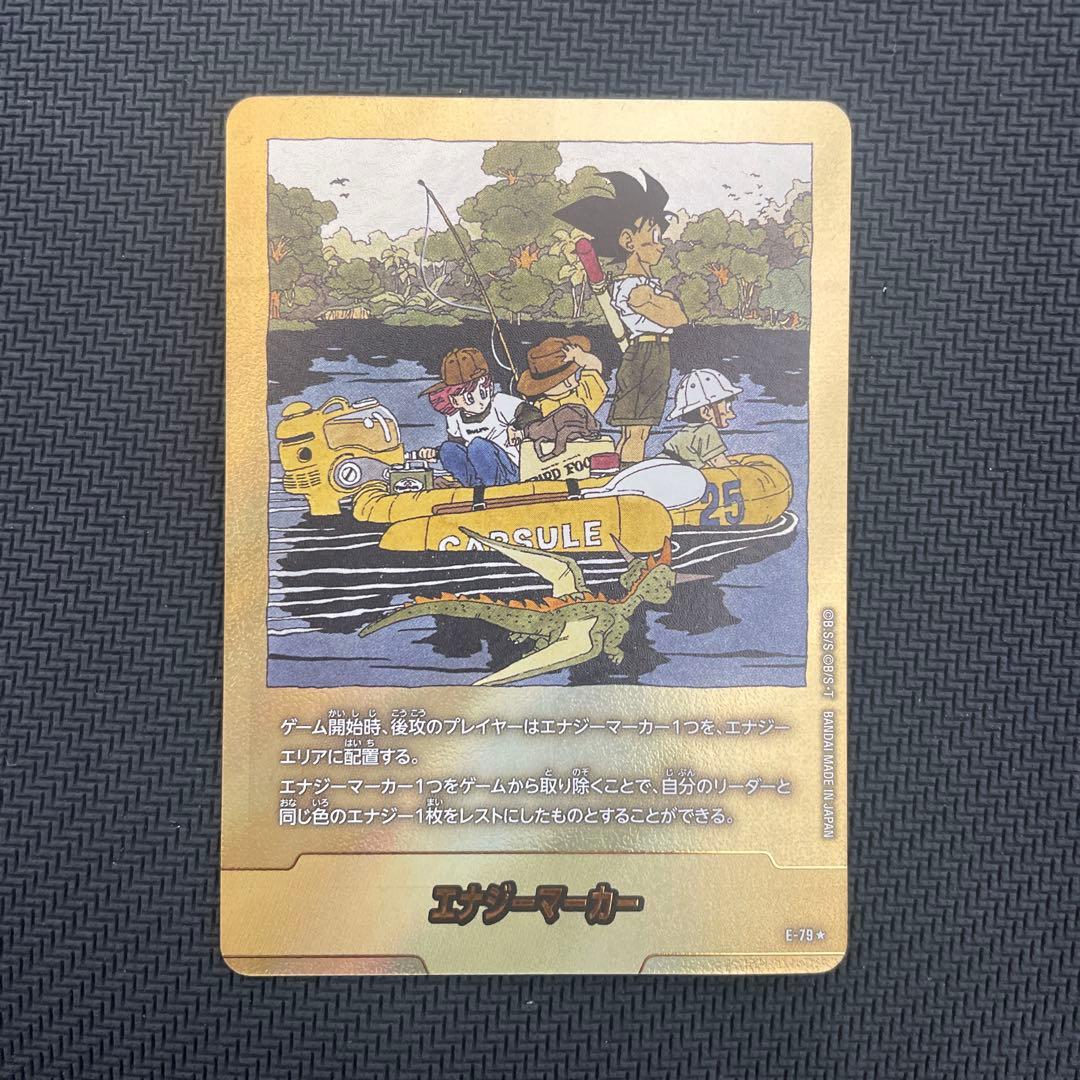 BIRD FOO
25
CAPSULE
ゲーム開始時、後攻のプレイヤーはエナジーマーカー1つを、エナジー
エリアに配置する。
エナジーマーカー1つをゲームから取り除くことで、自分のリーダーと
同じ色のエナジー1枚をレストにしたものとすることができる。
エナジーマーカー
E-79★
©B.S/S ©B/S・T BANDAI MADE IN JAPAN